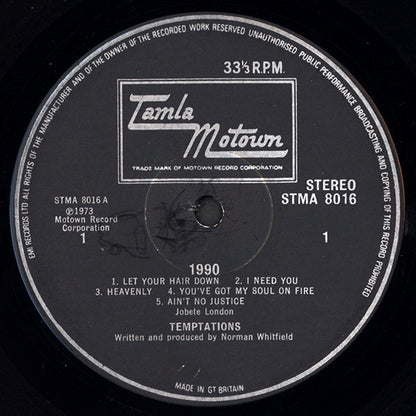 EMI RECORDS LTD ALL RIGHTS OF THE MANUFACTURER AND OF THE OWNER OF THE RECORDED WORK RESERVED UNAUTHORISED PUBLIC PERFORMANCE BROADCASTING AND COPYING OF THIS RECORD PROHIBITED
33⅓ R.P.M.
Tamla
Motown
TRADE MARK OF MOTOWN RECORD CORPORATION
STEREO
STMA 8016
STMA 8016 A
℗1973
Motown Record
Corporation
1
1
1990
1. LET YOUR HAIR DOWN 2. I NEED YOU
3. HEAVENLY 4. YOU'VE GOT MY SOUL ON FIRE
5. AIN'T NO JUSTICE
Jobete London
TEMPTATIONS
Written and produced by Norman Whitfield
MADE IN GT BRITAIN